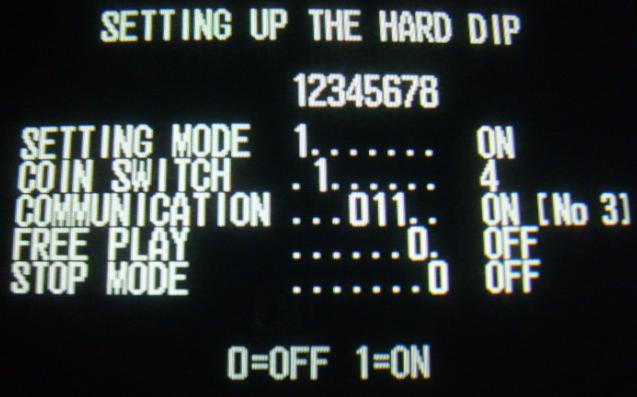 SETTING UP THE HARD DIP
12345678
SETTING MODE 1....... ON
COIN SWITCH .1...... 4
COMMUNICATION ...011.. ON [No 3]
FREE PLAY ......0. OFF
STOP MODE .......0 OFF
0=OFF 1=ON